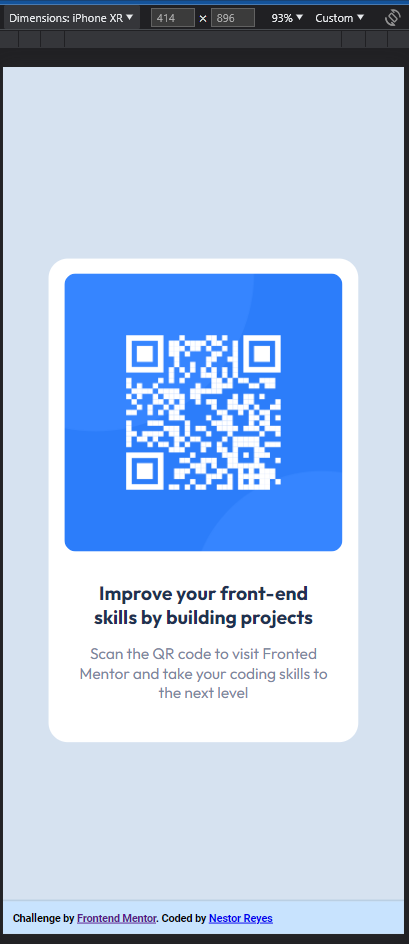 Dimensions: iPhone XR ▼ 414 × 896 93% ▼ Custom ▼
Improve your front-end
skills by building projects
Scan the QR code to visit Fronted
Mentor and take your coding skills to
the next level
Challenge by Frontend Mentor. Coded by Nestor Reyes